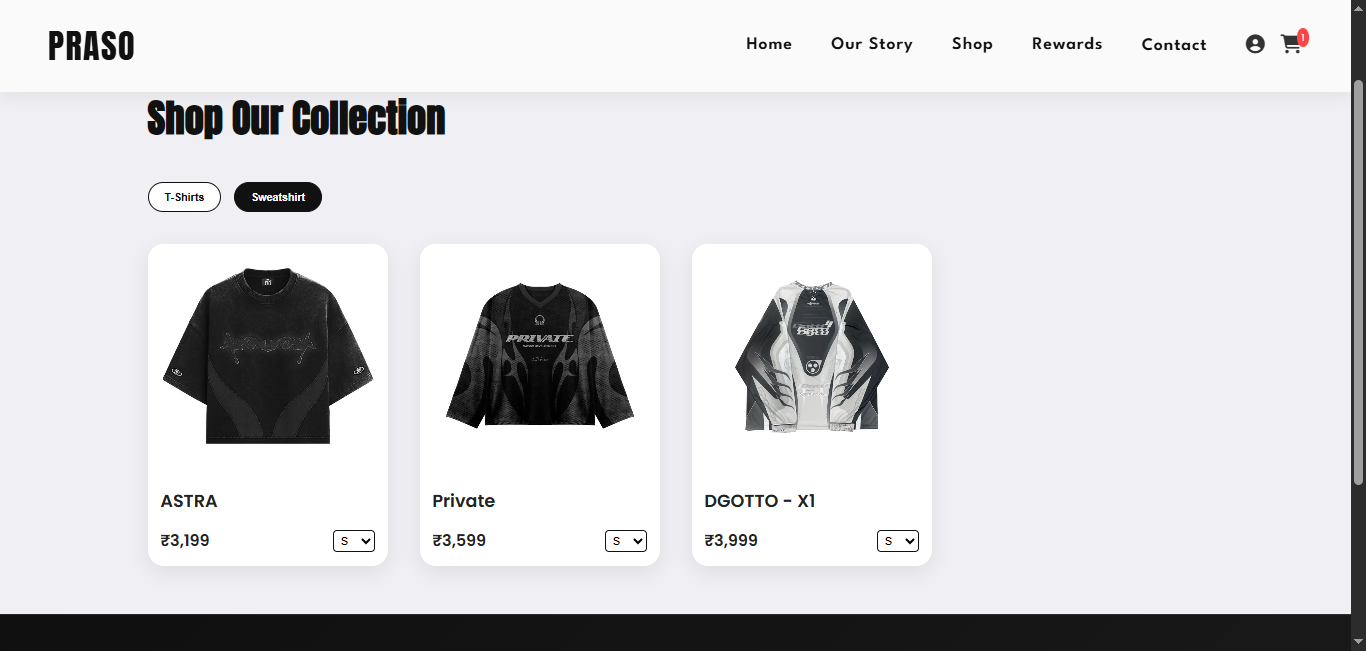 PRASO
Home Our Story Shop Rewards Contact 1
Shop Our Collection
T-Shirts Sweatshirt
PRIVATE
ASTRA Private DGOTTO - X1
₹3,199 S ₹3,599 S ₹3,999 S